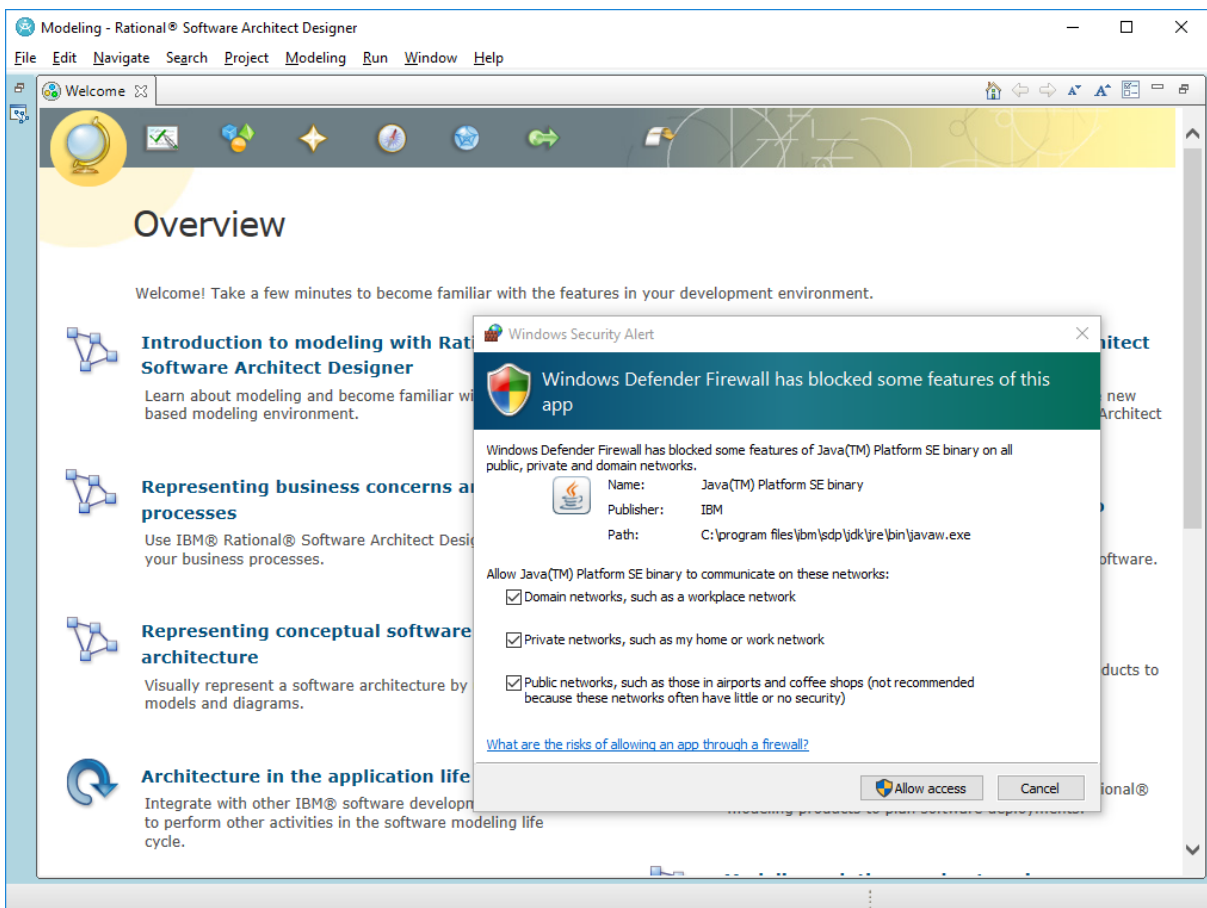 Modeling - Rational® Software Architect Designer
File Edit Navigate Search Project Modeling Run Window Help
Welcome
Overview
Welcome! Take a few minutes to become familiar with the features in your development environment.
Introduction to modeling with Rat
Software Architect Designer
Learn about modeling and become familiar wi
based modeling environment.
Representing business concerns a
processes
Use IBM® Rational® Software Architect Desig
your business processes.
Representing conceptual software
architecture
Visually represent a software architecture by
models and diagrams.
Architecture in the application life
Integrate with other IBM® software developm
to perform other activities in the software modeling life
cycle.
hitect
new
Architect
oftware.
ducts to
ional®
Windows Security Alert
Windows Defender Firewall has blocked some features of this
app
Windows Defender Firewall has blocked some features of Java(TM) Platform SE binary on all
public, private and domain networks.
Name: Java(TM) Platform SE binary
Publisher: IBM
Path: C:\program files\ibm\sdp\jdk\jre\bin\javaw.exe
Allow Java(TM) Platform SE binary to communicate on these networks:
Domain networks, such as a workplace network
Private networks, such as my home or work network
Public networks, such as those in airports and coffee shops (not recommended
because these networks often have little or no security)
What are the risks of allowing an app through a firewall?
Allow access Cancel